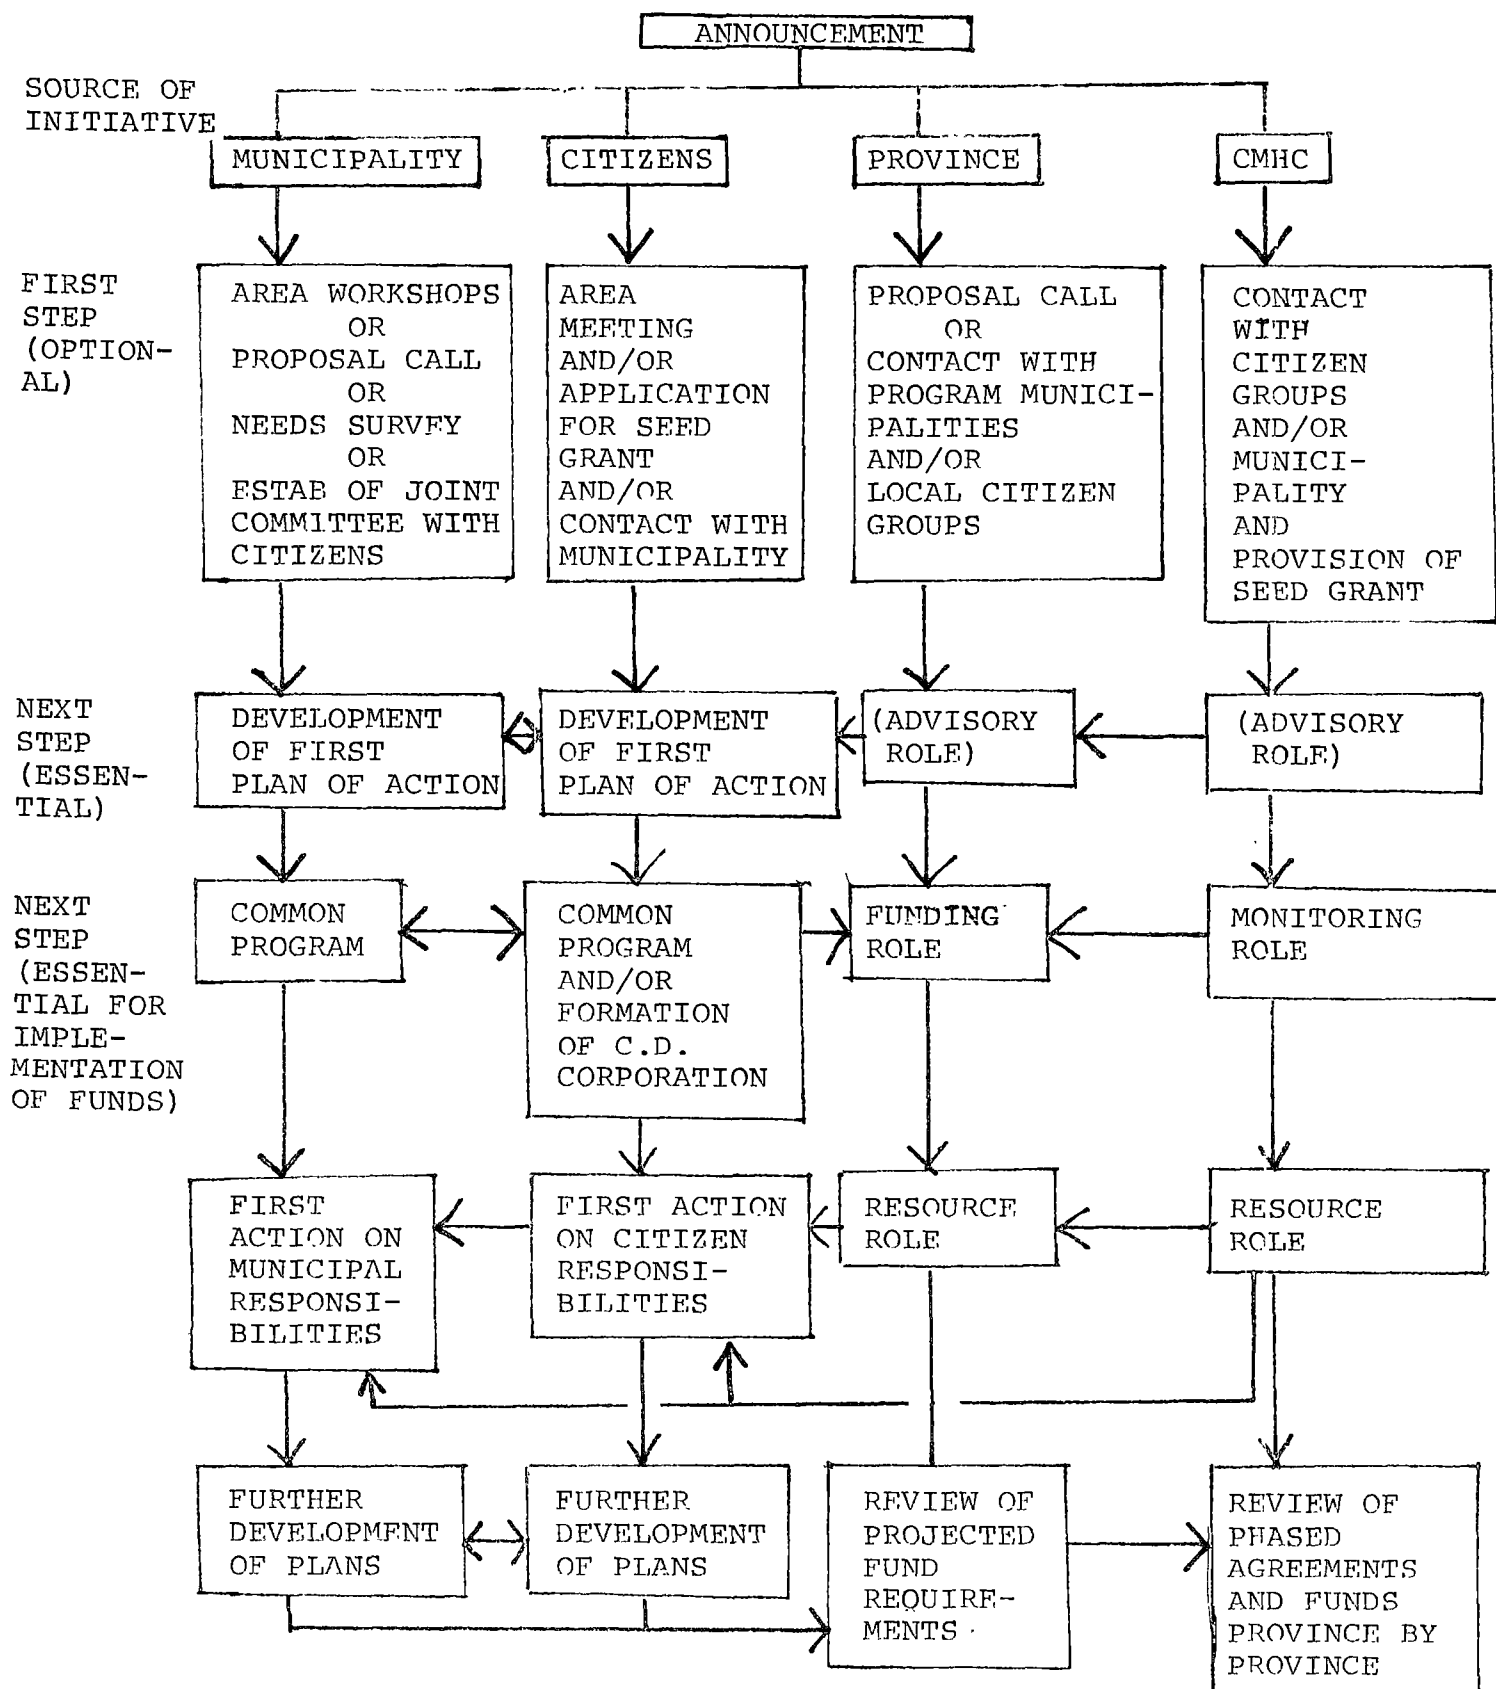 ANNOUNCEMENT
SOURCE OF
INITIATIVE
MUNICIPALITY
CITIZENS
PROVINCE
CMHC
FIRST
STEP
(OPTION-
AL)
AREA WORKSHOPS
OR
PROPOSAL CALL
OR
NEEDS SURVEY
OR
ESTAB OF JOINT
COMMITTEE WITH
CITIZENS
AREA
MEETING
AND/OR
APPLICATION
FOR SEED
GRANT
AND/OR
CONTACT WITH
MUNICIPALITY
PROPOSAL CALL
OR
CONTACT WITH
PROGRAM MUNICI-
PALITIES
AND/OR
LOCAL CITIZEN
GROUPS
CONTACT
WITH
CITIZEN
GROUPS
AND/OR
MUNICI-
PALITY
AND
PROVISION OF
SEED GRANT
NEXT
STEP
(ESSEN-
TIAL)
DEVELOPMENT
OF FIRST
PLAN OF ACTION
DEVELOPMENT
OF FIRST
PLAN OF ACTION
(ADVISORY
ROLE)
(ADVISORY
ROLE)
NEXT
STEP
(ESSEN-
TIAL FOR
IMPLE-
MENTATION
OF FUNDS)
COMMON
PROGRAM
COMMON
PROGRAM
AND/OR
FORMATION
OF C.D.
CORPORATION
FUNDING
ROLE
MONITORING
ROLE
FIRST
ACTION ON
MUNICIPAL
RESPONSI-
BILITIES
FIRST ACTION
ON CITIZEN
RESPONSI-
BILITIES
RESOURCE
ROLE
RESOURCE
ROLE
FURTHER
DEVELOPMENT
OF PLANS
FURTHER
DEVELOPMENT
OF PLANS
REVIEW OF
PROJECTED
FUND
REQUIRE-
MENTS
REVIEW OF
PHASED
AGREEMENTS
AND FUNDS
PROVINCE BY
PROVINCE